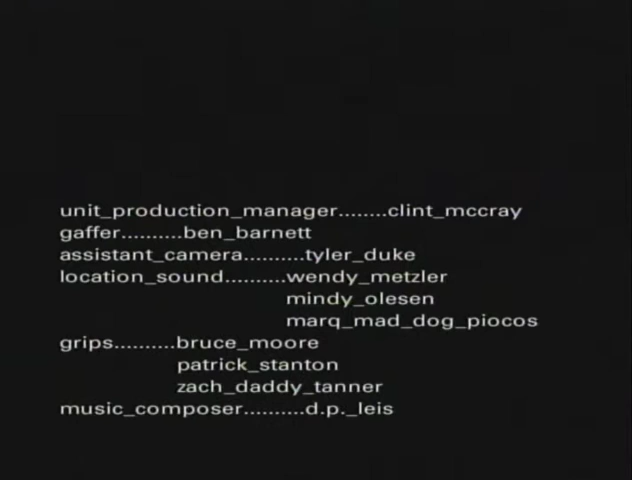 unit_production_manager........clint_mccray
gaffer..........ben_barnett
assistant_camera..........tyler_duke
location_sound..........wendy_metzler
mindy_olesen
marq_mad_dog_piocos
grips..........bruce_moore
patrick_stanton
zach_daddy_tanner
music_composer..........d.p._leis